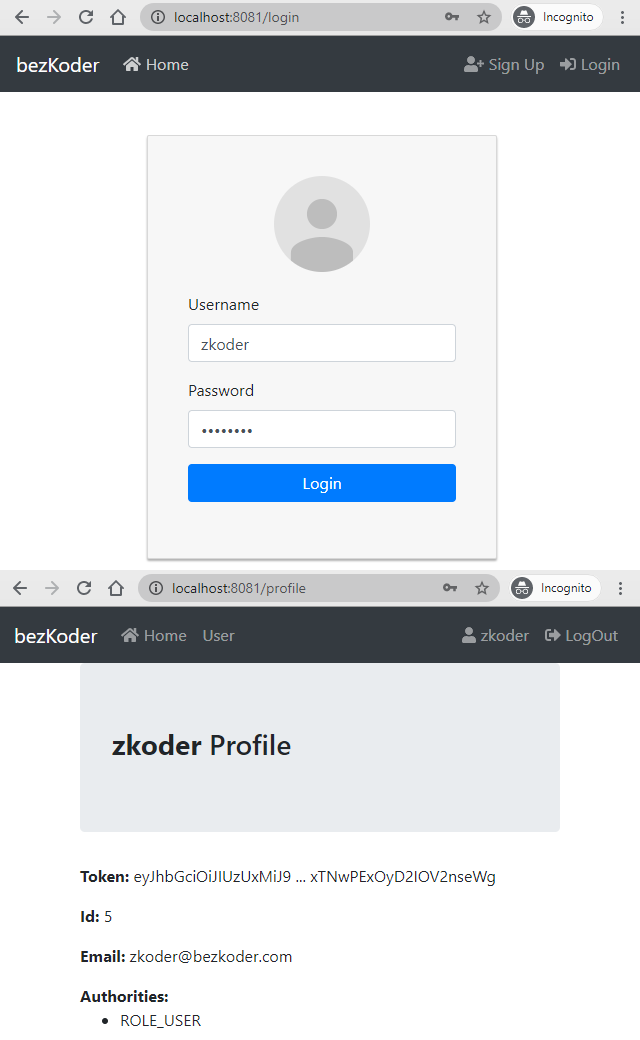 localhost:8081/login Incognito
bezKoder Home Sign Up Login
Username
zkoder
Password
••••••••
Login
localhost:8081/profile Incognito
bezKoder Home User zkoder LogOut
zkoder Profile
Token: eyJhbGciOiJIUzUxMiJ9 ... xTNwPExOyD2IOV2nseWg
Id: 5
Email: zkoder@bezkoder.com
Authorities:
• ROLE_USER